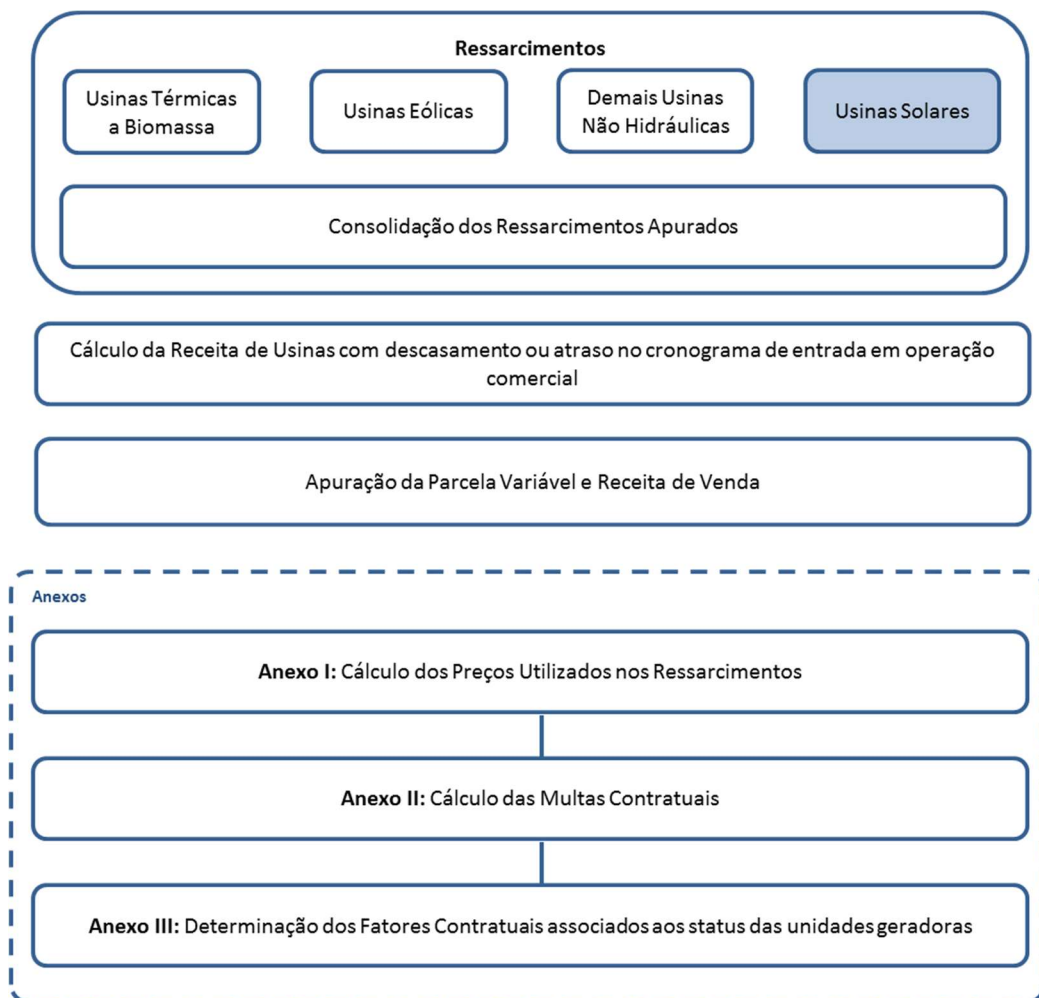 Ressarcimentos
Usinas Térmicas
a Biomassa
Usinas Eólicas
Demais Usinas
Não Hidráulicas
Usinas Solares
Consolidação dos Ressarcimentos Apurados
Cálculo da Receita de Usinas com descasamento ou atraso no cronograma de entrada em operação
comercial
Apuração da Parcela Variável e Receita de Venda
Anexos
Anexo I: Cálculo dos Preços Utilizados nos Ressarcimentos
Anexo II: Cálculo das Multas Contratuais
Anexo III: Determinação dos Fatores Contratuais associados aos status das unidades geradoras